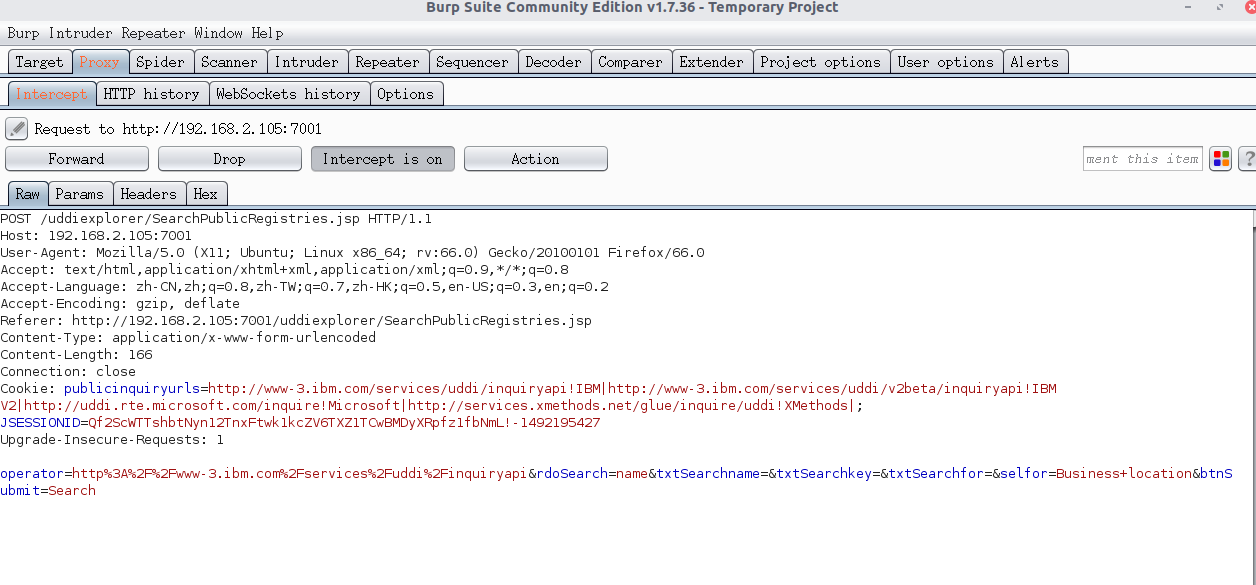 Burp Suite Community Edition v1.7.36 - Temporary Project
Burp Intruder Repeater Window Help
Target Proxy Spider Scanner Intruder Repeater Sequencer Decoder Comparer Extender Project options User options Alerts
Intercept HTTP history WebSockets history Options
Request to http://192.168.2.105:7001
Forward Drop Intercept is on Action ment this item ?
Raw Params Headers Hex
POST /uddiexplorer/SearchPublicRegistries.jsp HTTP/1.1
Host: 192.168.2.105:7001
User-Agent: Mozilla/5.0 (X11; Ubuntu; Linux x86_64; rv:66.0) Gecko/20100101 Firefox/66.0
Accept: text/html,application/xhtml+xml,application/xml;q=0.9,*/*;q=0.8
Accept-Language: zh-CN,zh;q=0.8,zh-TW;q=0.7,zh-HK;q=0.5,en-US;q=0.3,en;q=0.2
Accept-Encoding: gzip, deflate
Referer: http://192.168.2.105:7001/uddiexplorer/SearchPublicRegistries.jsp
Content-Type: application/x-www-form-urlencoded
Content-Length: 166
Connection: close
Cookie: publicinquiryurls=http://www-3.ibm.com/services/uddi/inquiryapi!IBM|http://www-3.ibm.com/services/uddi/v2beta/inquiryapi!IBM
V2|http://uddi.rte.microsoft.com/inquire!Microsoft|http://services.xmethods.net/glue/inquire/uddi!XMethods|;
JSESSIONID=Qf2ScWTTshbtNyn12TnxFtwk1kcZV6TXZ1TCwBMDyXRpfz1fbNmL!-1492195427
Upgrade-Insecure-Requests: 1
operator=http%3A%2F%2Fwww-3.ibm.com%2Fservices%2Fuddi%2Finquiryapi&rdoSearch=name&txtSearchname=&txtSearchkey=&txtSearchfor=&selfor=Business+location&btnS
ubmit=Search